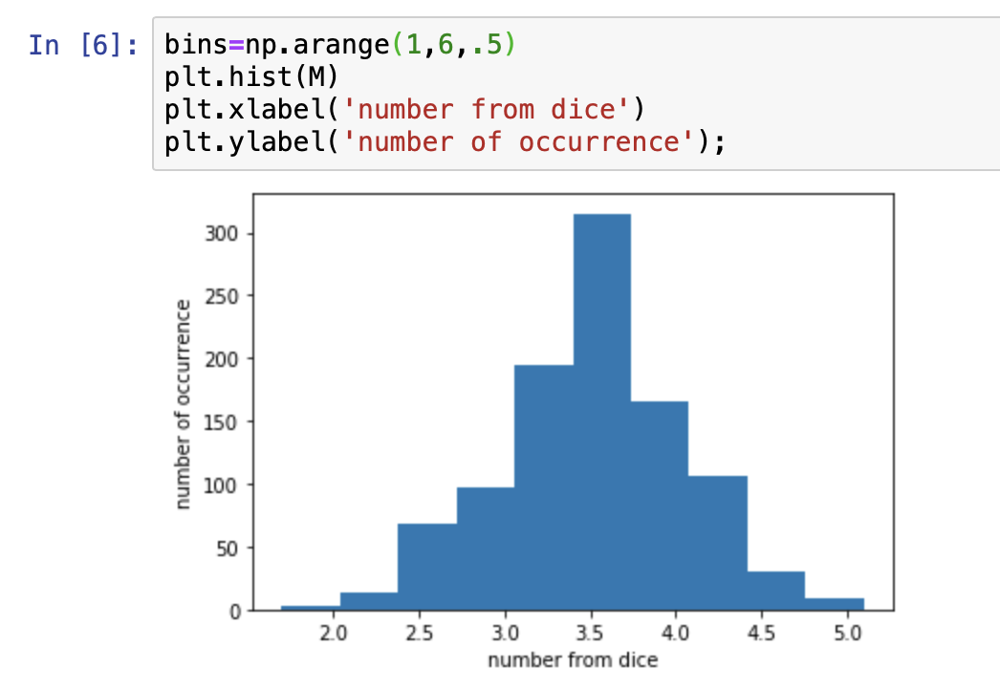 In [6]: bins=np.arange(1,6,.5)
plt.hist(M)
plt.xlabel('number from dice')
plt.ylabel('number of occurrence');
300
250
200
150
100
50
0
number of occurrence
2.0 2.5 3.0 3.5 4.0 4.5 5.0
number from dice